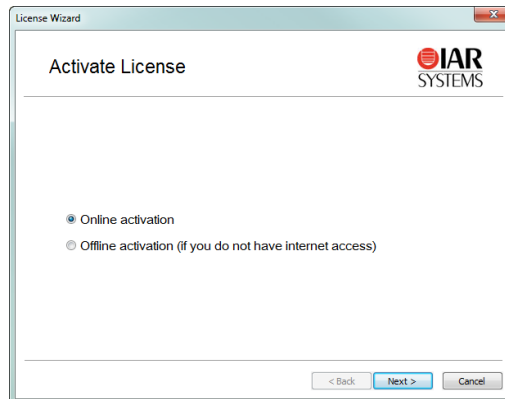 License Wizard
Activate License
IAR
SYSTEMS
Online activation
Offline activation (if you do not have internet access)
< Back Next > Cancel